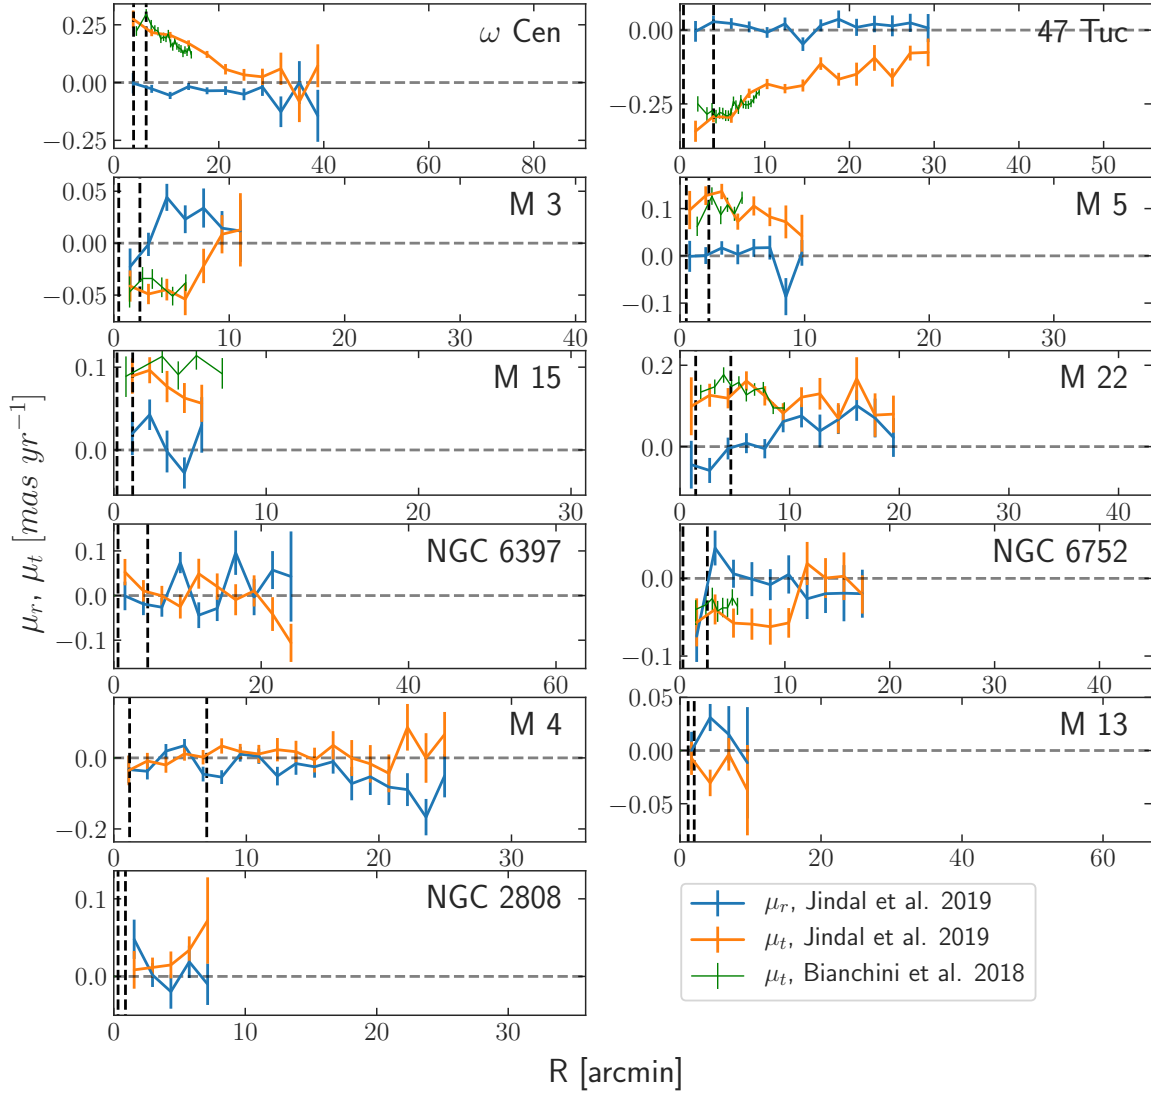 ω Cen
0.25
0.00
−0.25
0 20 40 60 80
47 Tuc
0.00
−0.25
0 10 20 30 40 50
M 3
0.05
0.00
−0.05
0 10 20 30 40
M 5
0.1
0.0
−0.1
0 10 20 30
M 15
0.1
0.0
0 10 20 30
M 22
0.2
0.0
0 10 20 30 40
NGC 6397
0.1
0.0
−0.1
0 20 40 60
NGC 6752
0.0
−0.1
0 10 20 30 40
M 4
0.0
−0.2
0 10 20 30
M 13
0.05
0.00
−0.05
0 20 40 60
NGC 2808
0.1
0.0
0 10 20 30
μr, μt [mas yr⁻¹]
μr, Jindal et al. 2019
μt, Jindal et al. 2019
μt, Bianchini et al. 2018
R [arcmin]